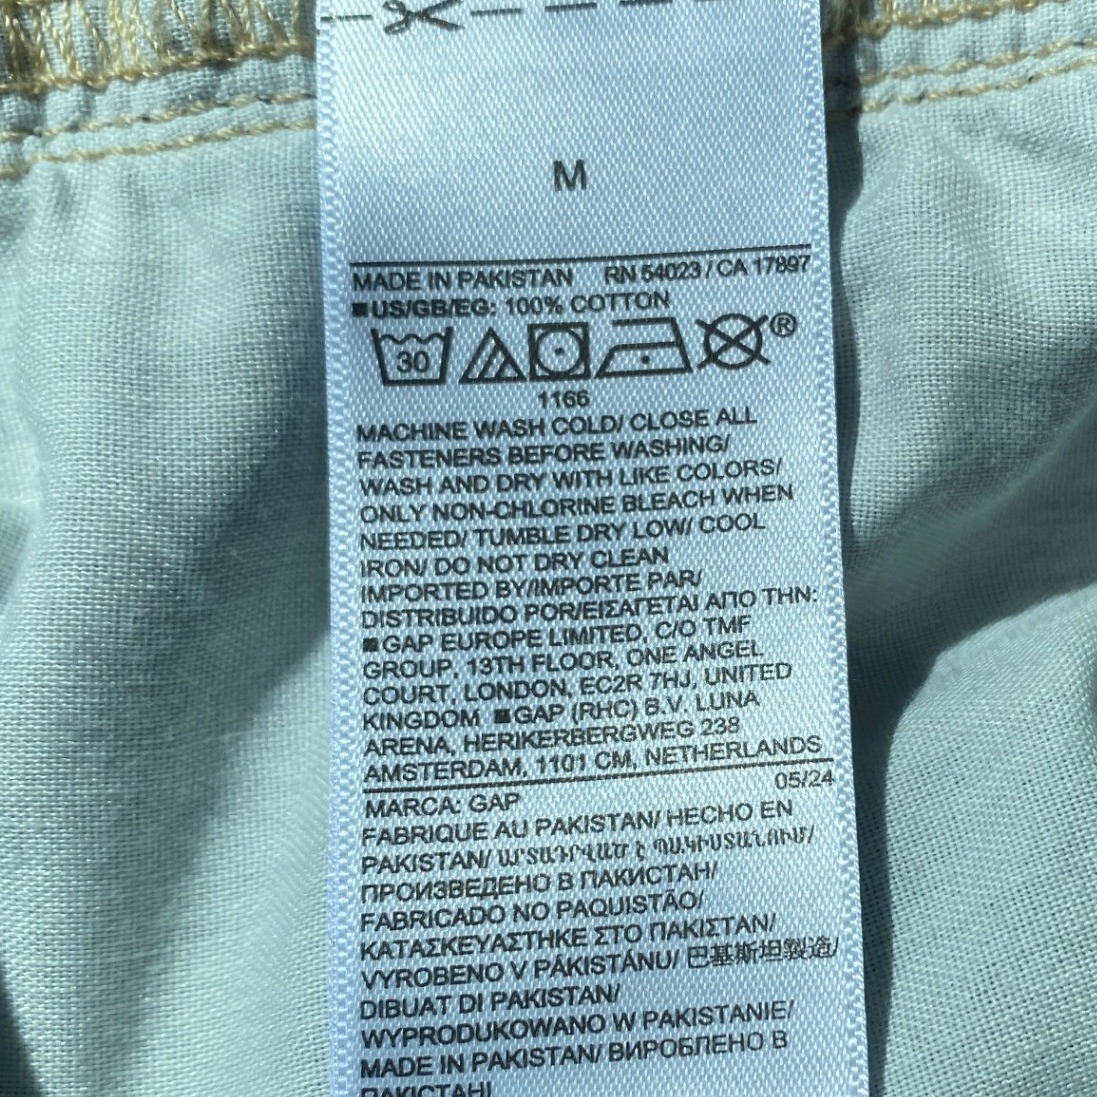 M
MADE IN PAKISTAN RN 54023 / CA 17897
■US/GB/EG: 100% COTTON
30 ®
1166
MACHINE WASH COLD/ CLOSE ALL
FASTENERS BEFORE WASHING/
WASH AND DRY WITH LIKE COLORS/
ONLY NON-CHLORINE BLEACH WHEN
NEEDED/ TUMBLE DRY LOW/ COOL
IRON/ DO NOT DRY CLEAN
IMPORTED BY/IMPORTE PAR/
DISTRIBUIDO POR/ΕΙΣΑΓΕΤΑΙ ΑΠΟ ΤΗΝ:
■GAP EUROPE LIMITED, C/O TMF
GROUP, 13TH FLOOR, ONE ANGEL
COURT, LONDON, EC2R 7HJ, UNITED
KINGDOM ■GAP (RHC) B.V. LUNA
ARENA, HERIKERBERGWEG 238
AMSTERDAM, 1101 CM, NETHERLANDS
05/24
MARCA: GAP
FABRIQUE AU PAKISTAN/ HECHO EN
PAKISTAN/ ԱՐՏԱԴՐՎԱԾ Է ՊԱԿԻՍՏԱՆՈՒՄ/
ПРОИЗВЕДЕНО В ПАКИСТАН/
FABRICADO NO PAQUISTÃO/
ΚΑΤΑΣΚΕΥΑΣΤΗΚΕ ΣΤΟ ΠΑΚΙΣΤΑΝ/
VYROBENO V PÁKISTÁNU/ 巴基斯坦製造/
DIBUAT DI PAKISTAN/
WYPRODUKOWANO W PAKISTANIE/
MADE IN PAKISTAN/ ВИРОБЛЕНО В
ПАКІСТАНІ